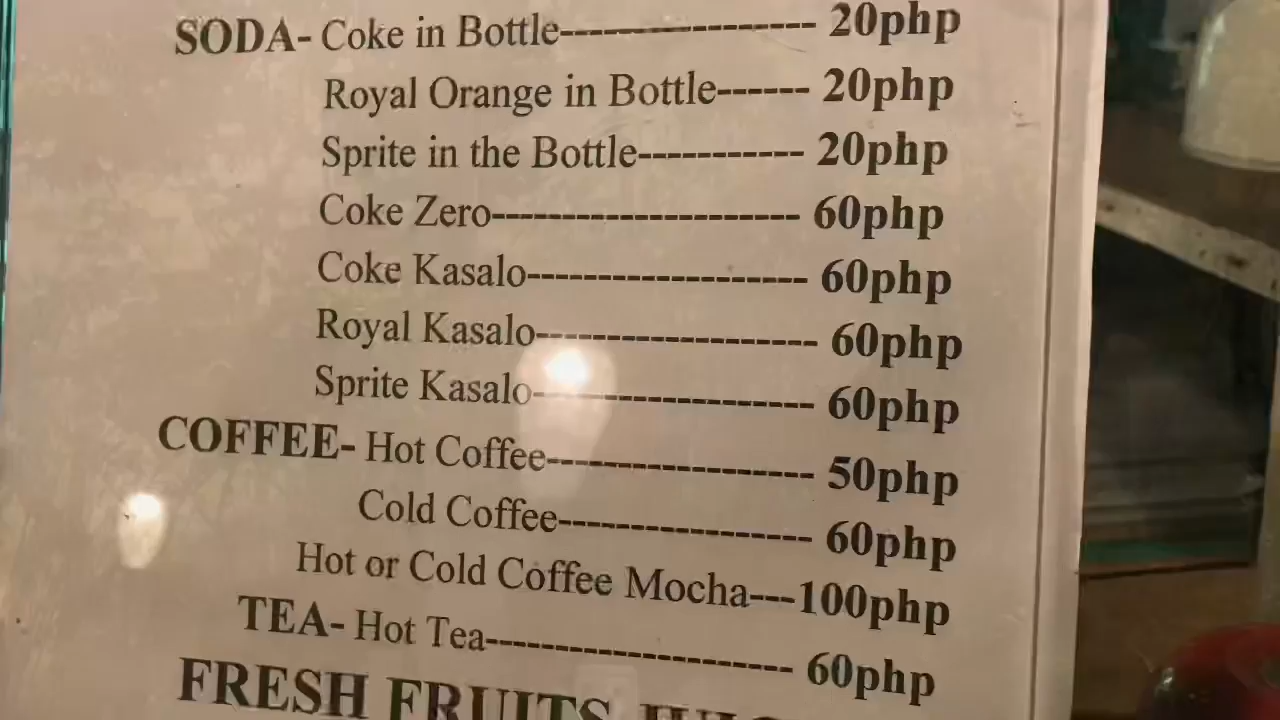 SODA- Coke in Bottle------------------ 20php
Royal Orange in Bottle------ 20php
Sprite in the Bottle----------- 20php
Coke Zero--------------------- 60php
Coke Kasalo------------------- 60php
Royal Kasalo------------------- 60php
Sprite Kasalo------------------- 60php
COFFEE- Hot Coffee------------------- 50php
Cold Coffee------------------ 60php
Hot or Cold Coffee Mocha---100php
TEA- Hot Tea--------------------- 60php
FRESH FRUITS